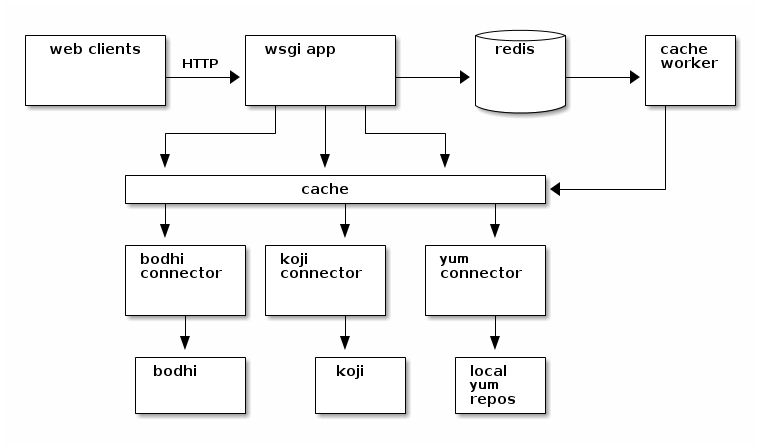 web clients
HTTP
wsgi app
redis
cache
worker
cache
bodhi
connector
koji
connector
yum
connector
bodhi
koji
local
yum
repos